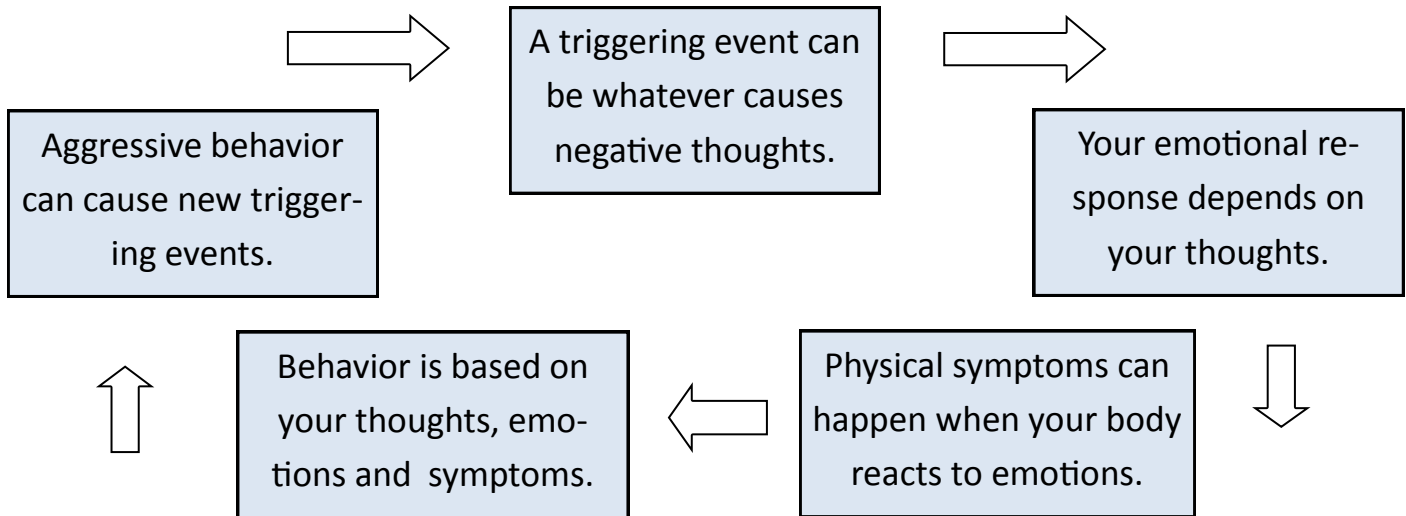 A triggering event can
be whatever causes
negative thoughts.
Your emotional re-
sponse depends on
your thoughts.
Physical symptoms can
happen when your body
reacts to emotions.
Behavior is based on
your thoughts, emo-
tions and  symptoms.
Aggressive behavior
can cause new trigger-
ing events.